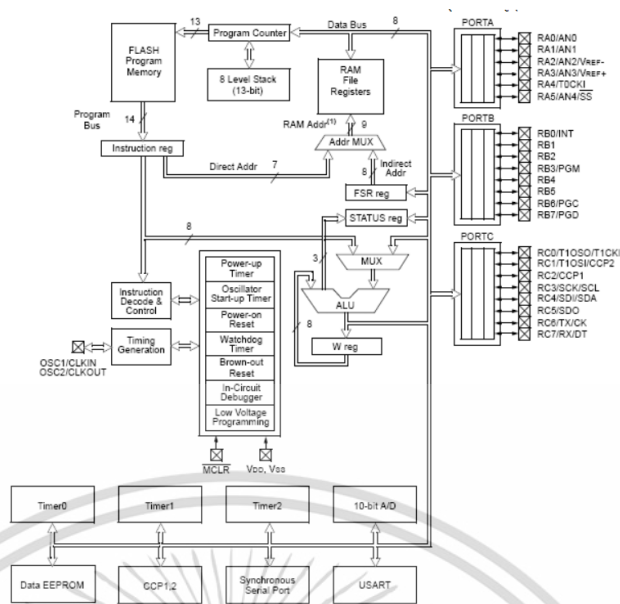 13
Data Bus
8
PORTA
FLASH
Program
Memory
Program Counter
8 Level Stack
(13-bit)
RAM
File
Registers
RA0/AN0
RA1/AN1
RA2/AN2/VREF-
RA3/AN3/VREF+
RA4/T0CKI
RA5/AN4/SS
Program
Bus
14
RAM Addr(1)
9
PORTB
Instruction reg
Addr MUX
Direct Addr
7
8
Indirect
Addr
FSR reg
RB0/INT
RB1
RB2
RB3/PGM
RB4
RB5
RB6/PGC
RB7/PGD
STATUS reg
8
PORTC
3
MUX
Power-up
Timer
Oscillator
Start-up Timer
Power-on
Reset
Watchdog
Timer
Brown-out
Reset
In-Circuit
Debugger
Low Voltage
Programming
Instruction
Decode &
Control
ALU
8
W reg
RC0/T1OSO/T1CKI
RC1/T1OSI/CCP2
RC2/CCP1
RC3/SCK/SCL
RC4/SDI/SDA
RC5/SDO
RC6/TX/CK
RC7/RX/DT
Timing
Generation
OSC1/CLKIN
OSC2/CLKOUT
MCLR
VDD, VSS
Timer0
Timer1
Timer2
10-bit A/D
Data EEPROM
CCP1,2
Synchronous
Serial Port
USART